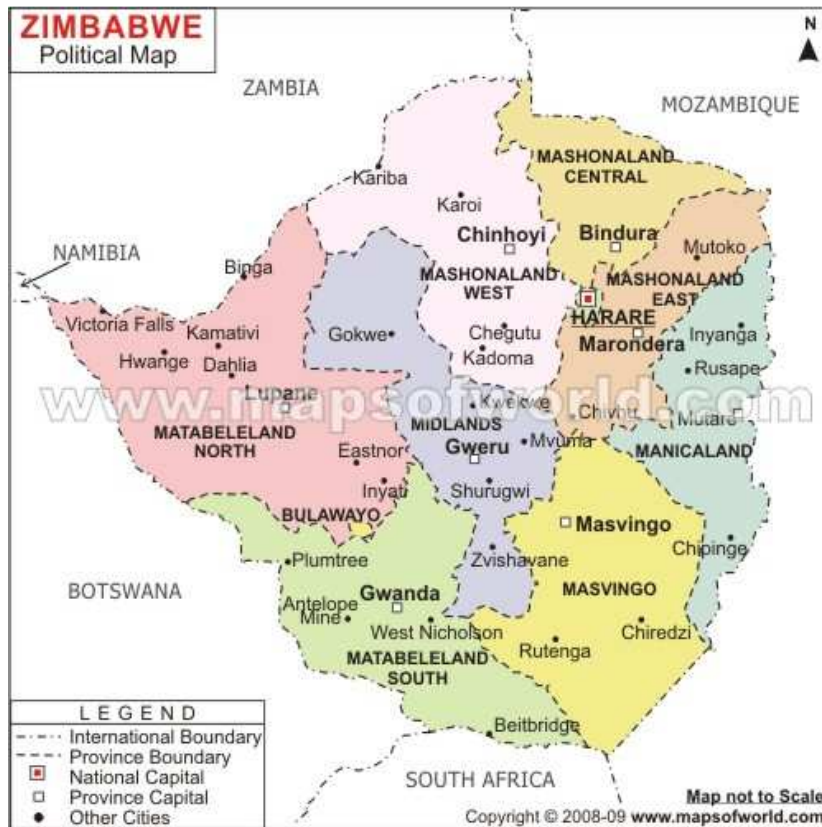 ZIMBABWE
Political Map
N
ZAMBIA
MOZAMBIQUE
MASHONALAND
CENTRAL
Kariba
Karoi
Chinhoyi
Bindura
Mutoko
NAMIBIA
Binga
MASHONALAND
WEST
MASHONALAND
EAST
HARARE
Victoria Falls
Kamativi
Gokwe
Chegutu
Inyanga
Hwange
Dahlia
Kadoma
Marondera
Rusape
www.mapsofworld.com
Lupane
Kwekwe
Chivhu
Mutare
MATABELELAND
NORTH
MIDLANDS
Gweru
Mvuma
MANICALAND
Eastnor
Inyati
Shurugwi
BULAWAYO
Masvingo
Plumtree
Zvishavane
Chipinge
BOTSWANA
Gwanda
MASVINGO
Antelope
Mine
West Nicholson
Chiredzi
Rutenga
MATABELELAND
SOUTH
Beitbridge
SOUTH AFRICA
LEGEND
International Boundary
Province Boundary
National Capital
Province Capital
Other Cities
Map not to Scale
Copyright © 2008-09 www.mapsofworld.com